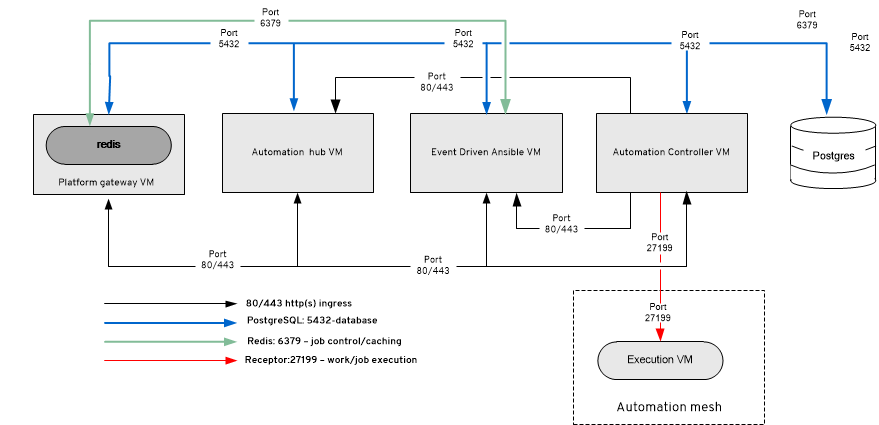 Port
6379
Port
6379
Port
5432
Port
5432
Port
5432
Port
5432
Port
80/443
redis
Platform gateway VM
Automation hub VM
Event Driven Ansible VM
Automation Controller VM
Postgres
Port
80/443
Port
27199
Port
80/443
Port
80/443
80/443 http(s) ingress
PostgreSQL: 5432-database
Redis: 6379 – job control/caching
Receptor:27199 – work/job execution
Port
27199
Execution VM
Automation mesh